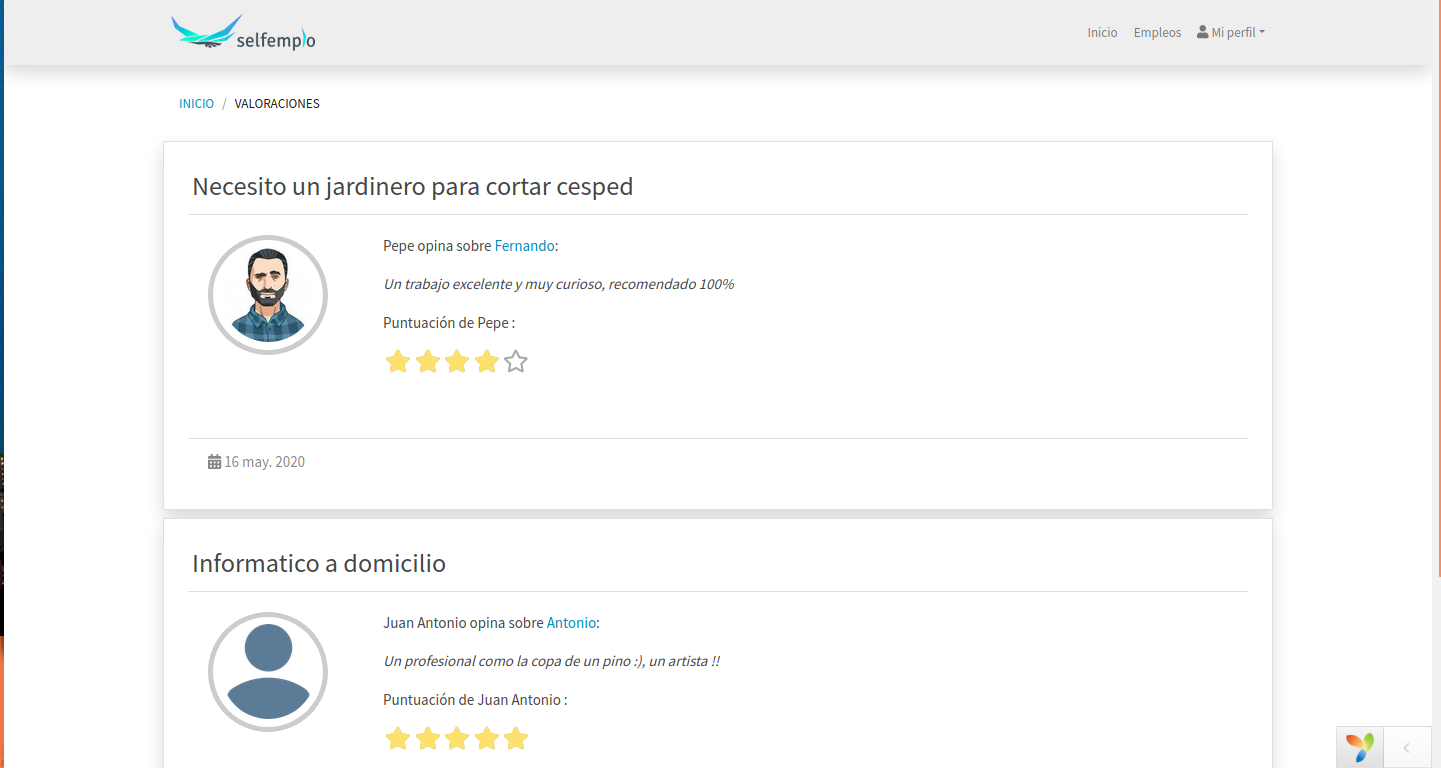 selfemplo
Inicio
Empleos
Mi perfil
INICIO / VALORACIONES
Necesito un jardinero para cortar cesped
Pepe opina sobre Fernando:
Un trabajo excelente y muy curioso, recomendado 100%
Puntuación de Pepe :
16 may. 2020
Informatico a domicilio
Juan Antonio opina sobre Antonio:
Un profesional como la copa de un pino :), un artista !!
Puntuación de Juan Antonio :